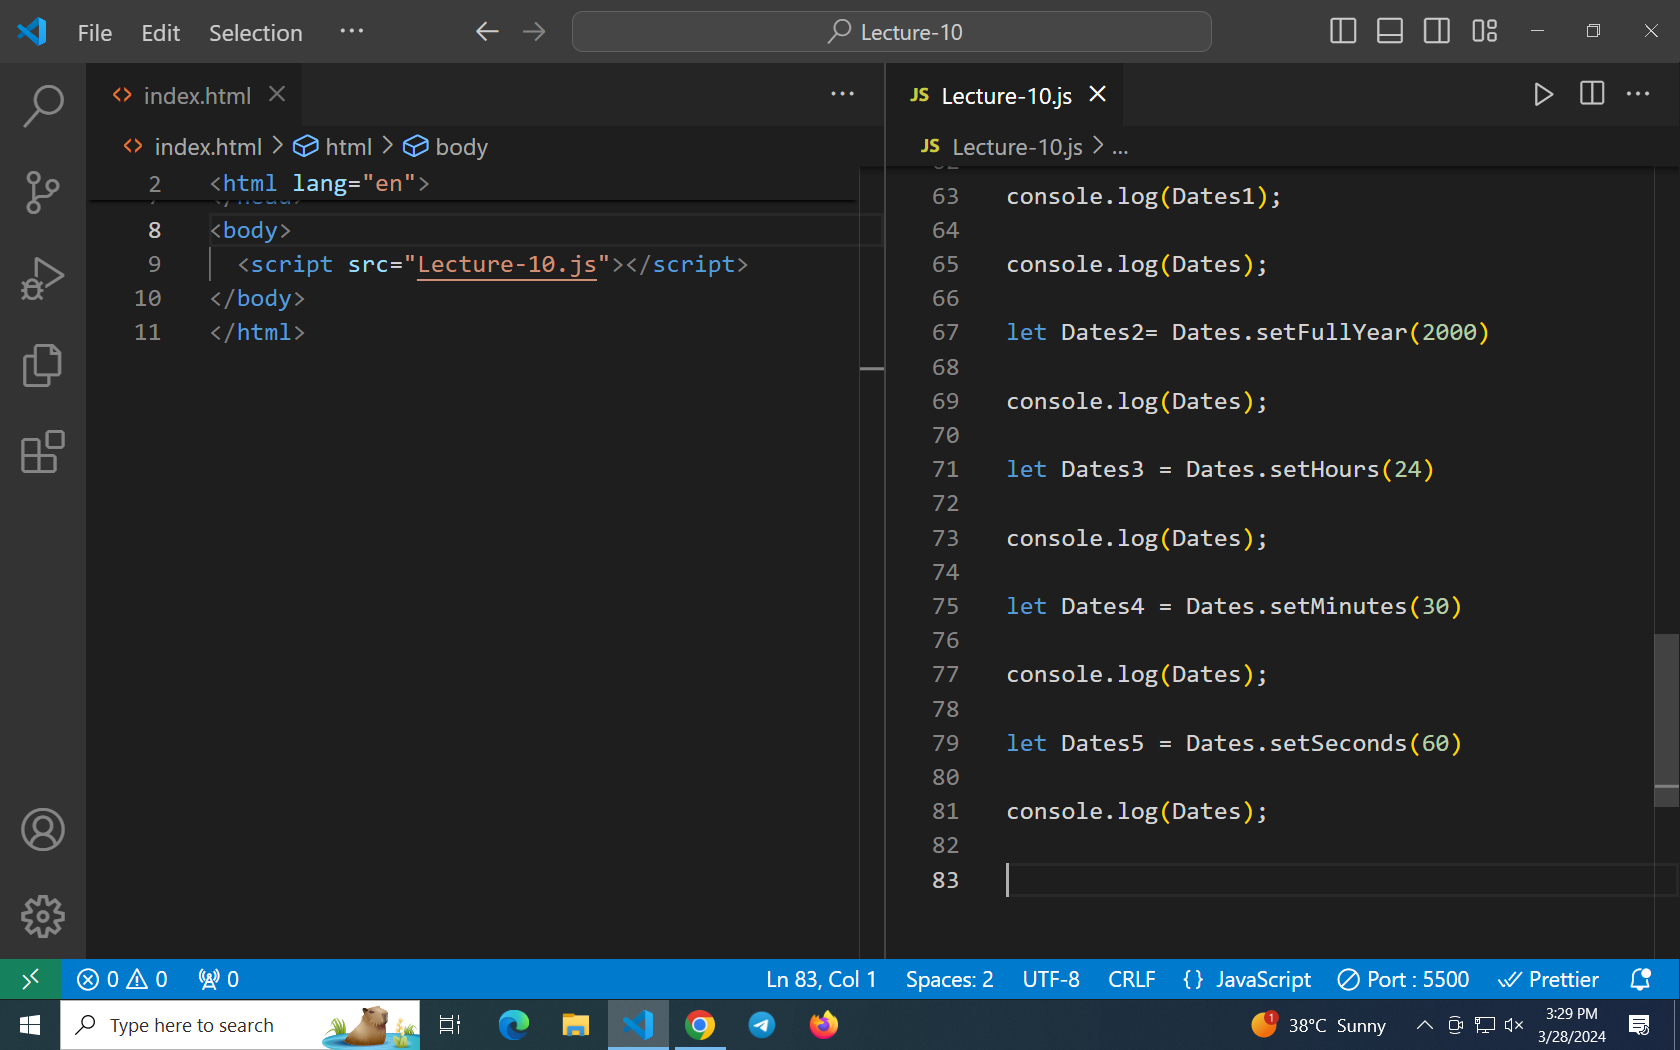 File Edit Selection ··· Lecture-10
index.html
index.html > html > body
2 <html lang="en">
8 <body>
9 <script src="Lecture-10.js"></script>
10 </body>
11 </html>
JS Lecture-10.js
JS Lecture-10.js > ...
63 console.log(Dates1);
64
65 console.log(Dates);
66
67 let Dates2= Dates.setFullYear(2000)
68
69 console.log(Dates);
70
71 let Dates3 = Dates.setHours(24)
72
73 console.log(Dates);
74
75 let Dates4 = Dates.setMinutes(30)
76
77 console.log(Dates);
78
79 let Dates5 = Dates.setSeconds(60)
80
81 console.log(Dates);
82
83
0 0 0 Ln 83, Col 1 Spaces: 2 UTF-8 CRLF {} JavaScript Port : 5500 Prettier
Type here to search 1 38°C Sunny 3:29 PM
3/28/2024